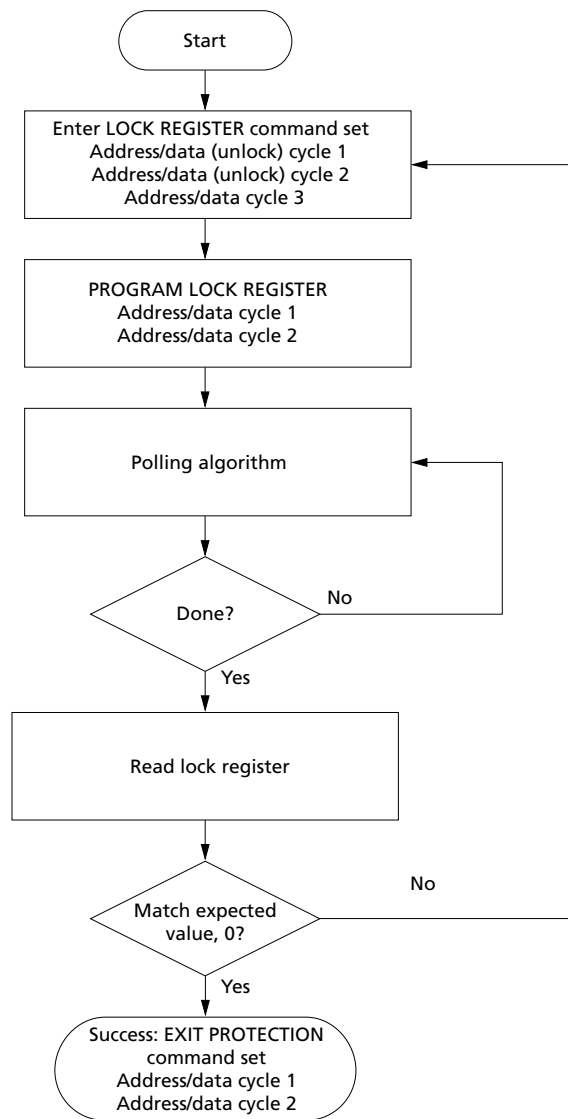 Start
Enter LOCK REGISTER command set
Address/data (unlock) cycle 1
Address/data (unlock) cycle 2
Address/data cycle 3
PROGRAM LOCK REGISTER
Address/data cycle 1
Address/data cycle 2
Polling algorithm
Done?
No
Yes
Read lock register
Match expected
value, 0?
No
Yes
Success: EXIT PROTECTION
command set
Address/data cycle 1
Address/data cycle 2